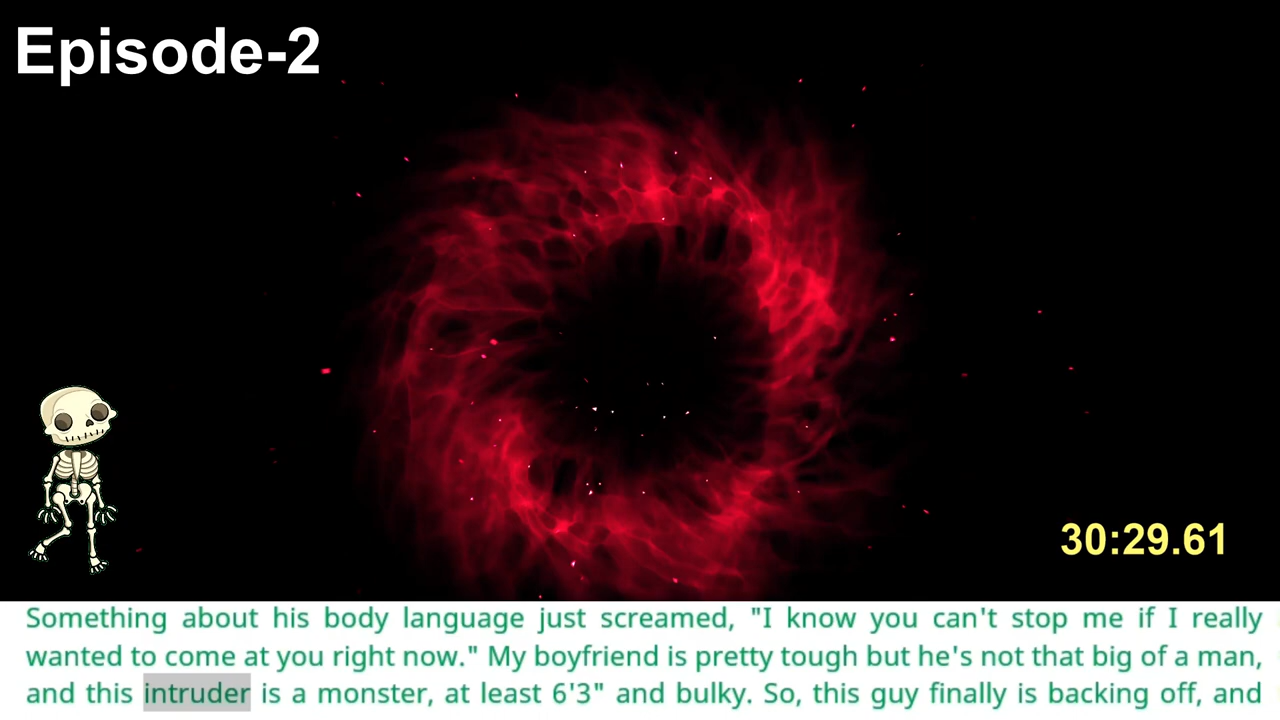 Episode-2
30:29.61
Something about his body language just screamed, "I know you can't stop me if I really
wanted to come at you right now." My boyfriend is pretty tough but he's not that big of a man,
and this intruder is a monster, at least 6'3" and bulky. So, this guy finally is backing off, and